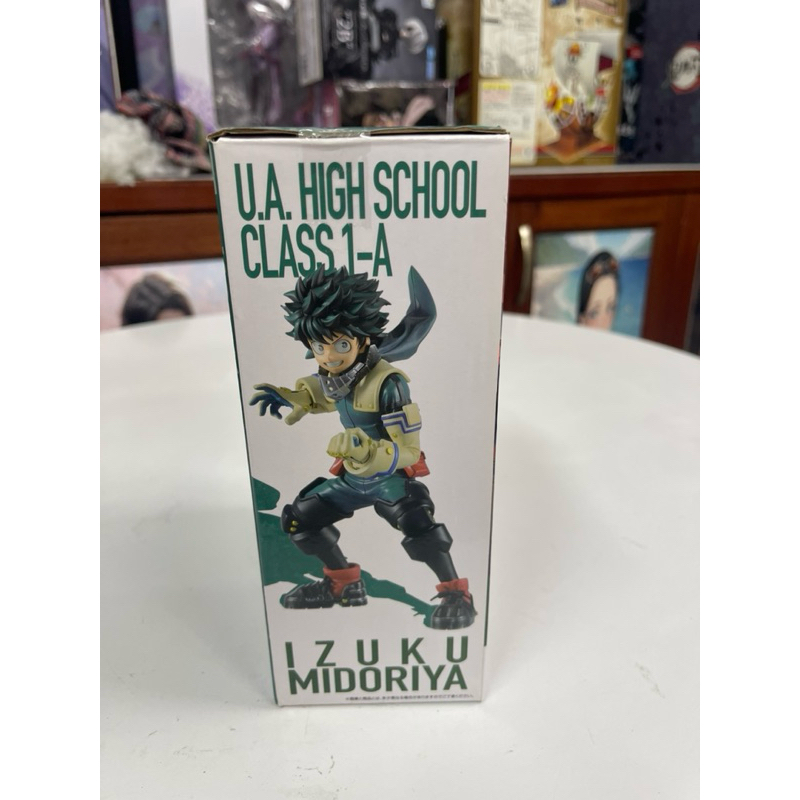 U.A. HIGH SCHOOL
CLASS 1-A
IZUKU
MIDORIYA